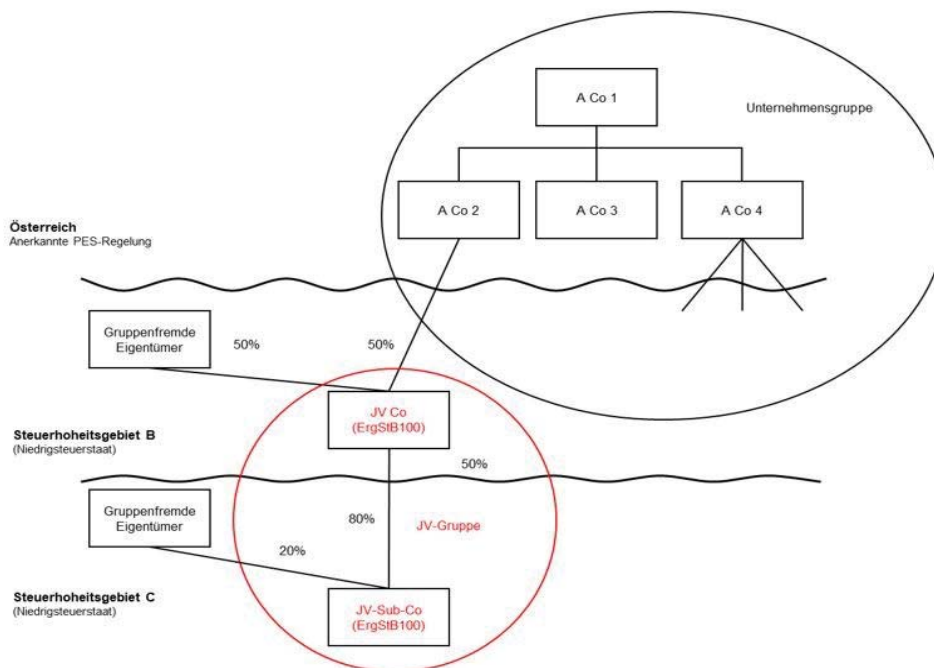 A Co 1
Unternehmensgruppe
A Co 2
A Co 3
A Co 4
Österreich
Anerkannte PES-Regelung
Gruppenfremde
Eigentümer
50%
50%
JV Co
(ErgStB100)
Steuerhoheitsgebiet B
(Niedrigsteuerstaat)
50%
Gruppenfremde
Eigentümer
80%
JV-Gruppe
20%
Steuerhoheitsgebiet C
(Niedrigsteuerstaat)
JV-Sub-Co
(ErgStB100)